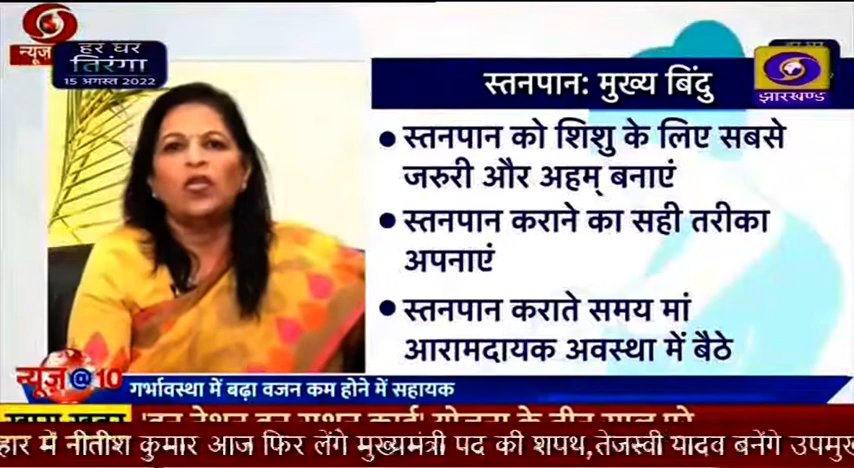 न्यूज़
हर घर
तिरंगा
15 अगस्त 2022
स्तनपान: मुख्य बिंदु
झारखण्ड
•स्तनपान को शिशु के लिए सबसे
जरुरी और अहम् बनाएं
•स्तनपान कराने का सही तरीका
अपनाएं
•स्तनपान कराते समय मां
आरामदायक अवस्था में बैठे
न्यूज़@10
गर्भावस्था में बढ़ा वजन कम होने में सहायक
नीतीश कुमार आज फिर लेंगे मुख्यमंत्री पद की शपथ,तेजस्वी यादव बनेंगे